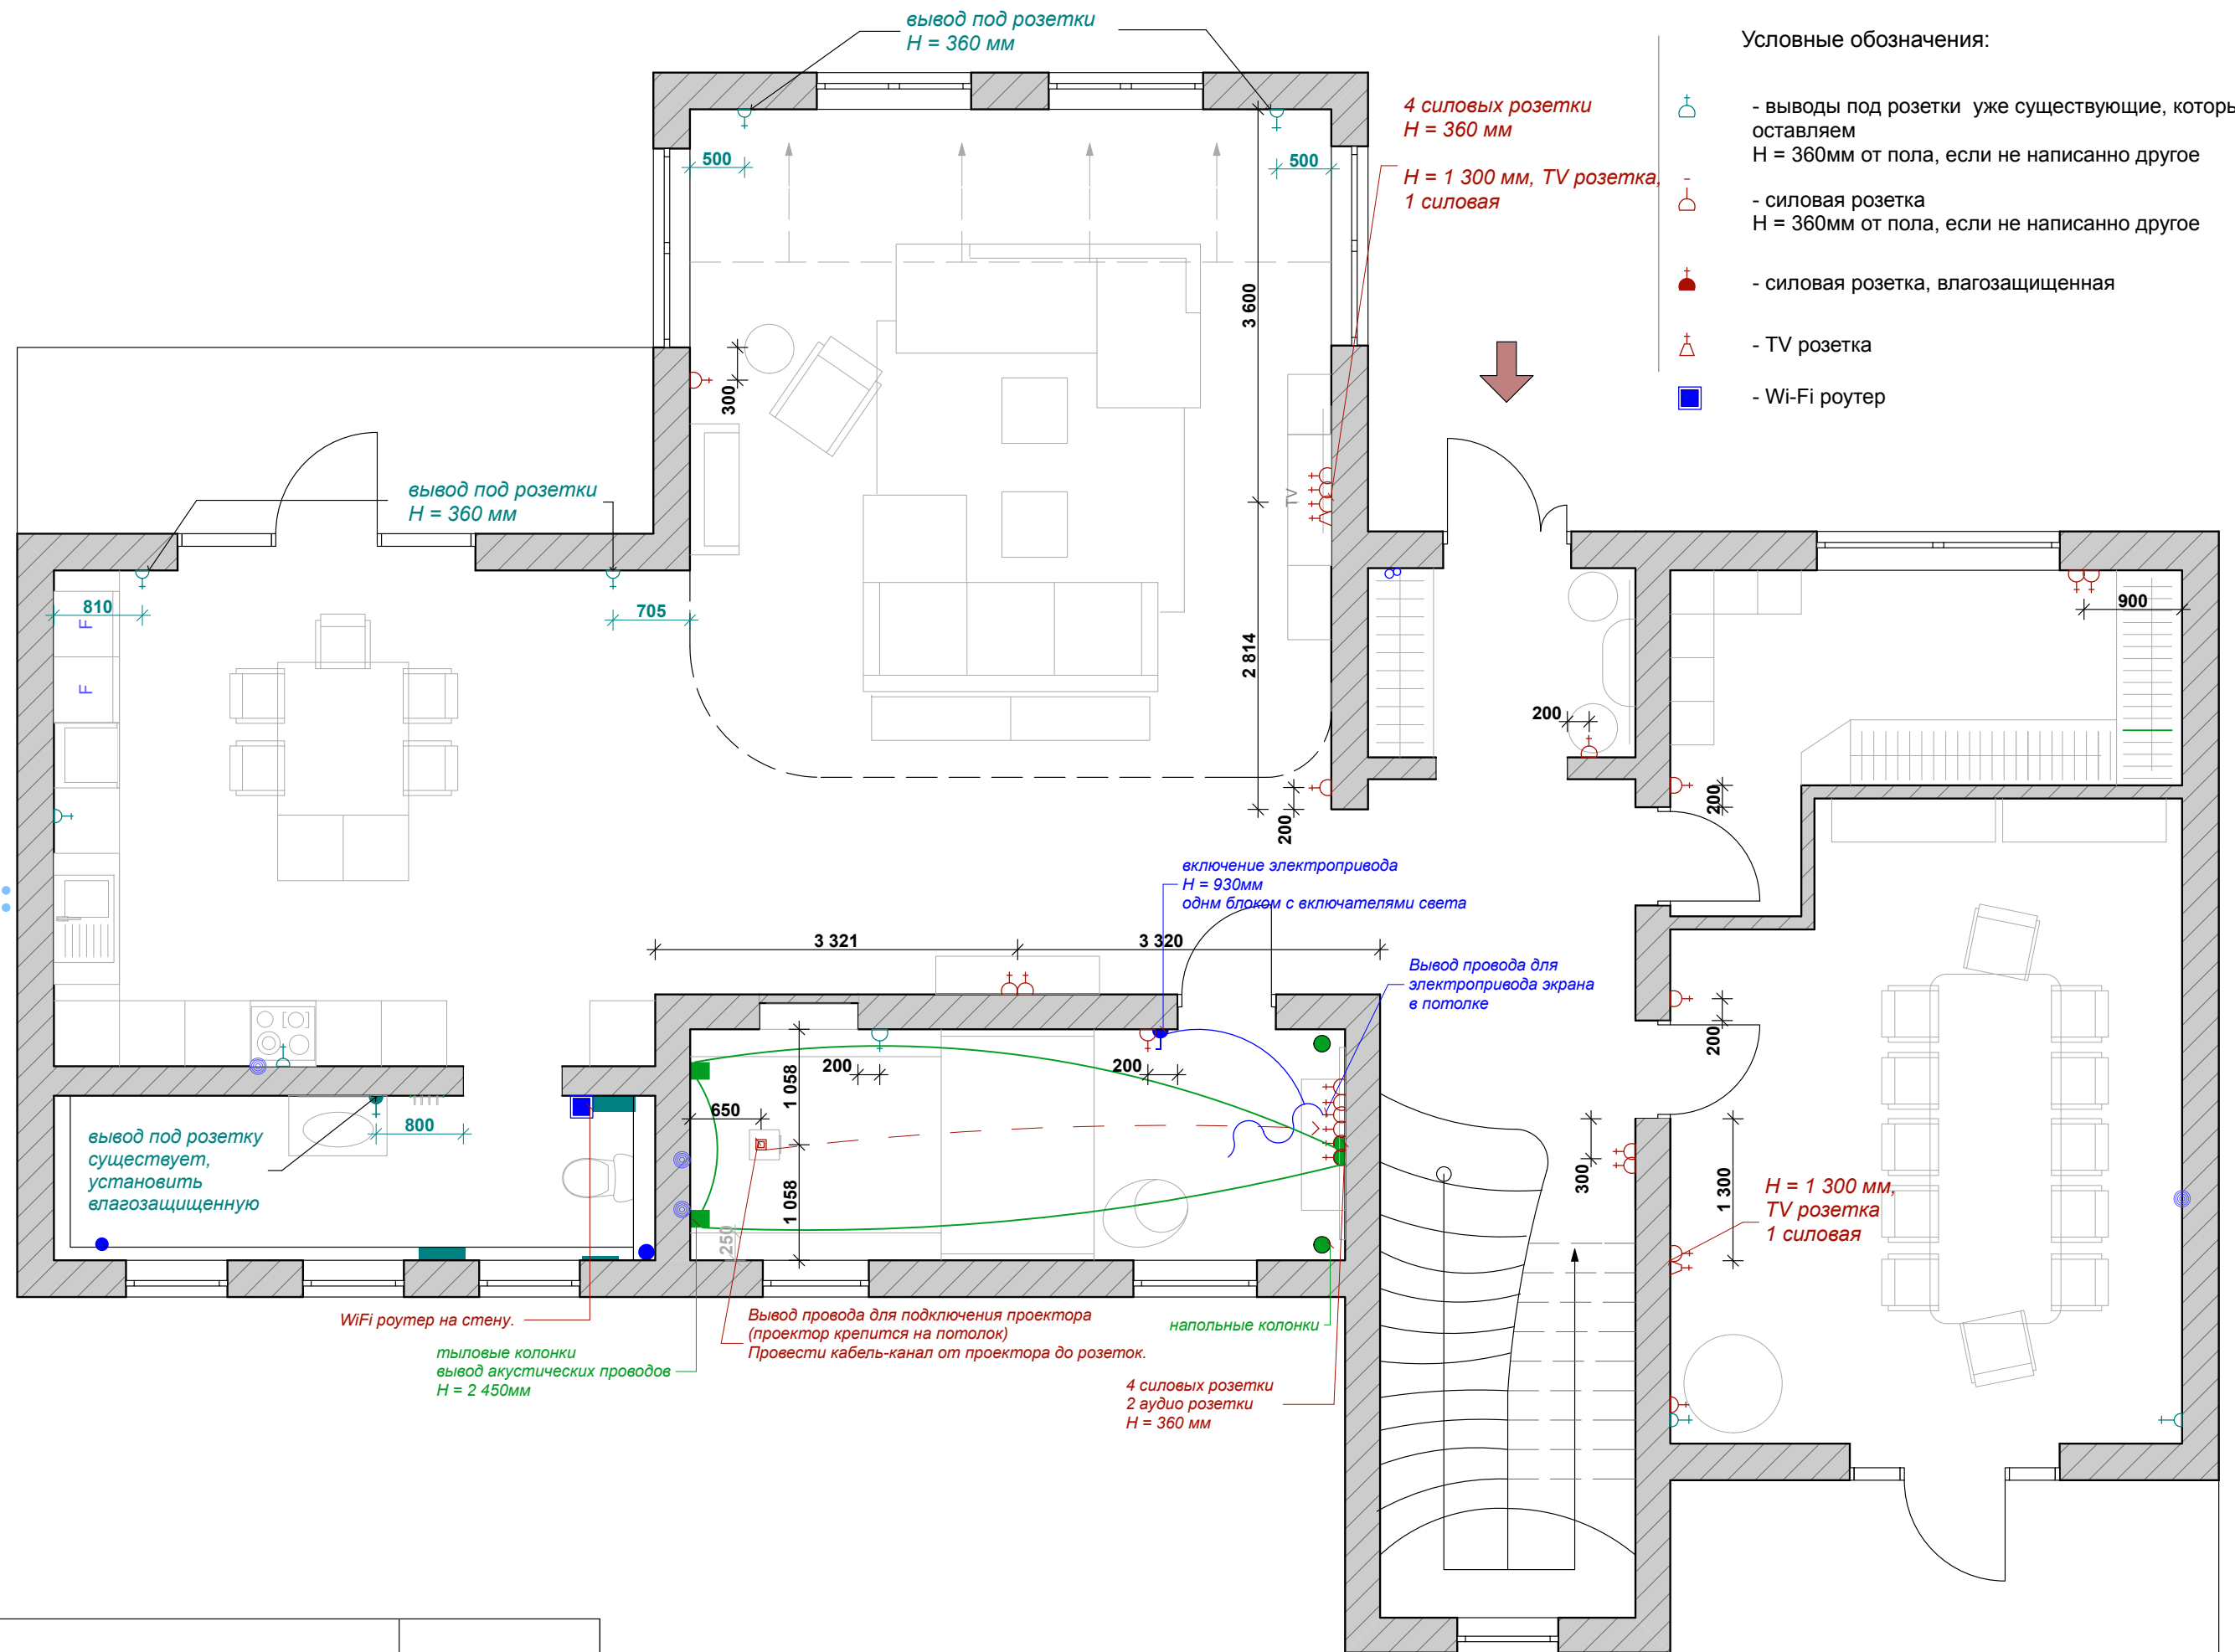 вывод под розетки
H = 360 мм
Условные обозначения:
- выводы под розетки уже существующие, которы
оставляем
H = 360мм от пола, если не написанно другое
- силовая розетка
H = 360мм от пола, если не написанно другое
- силовая розетка, влагозащищенная
- TV розетка
- Wi-Fi роутер
4 силовых розетки
H = 360 мм
H = 1 300 мм, TV розетка,
1 силовая
500
500
3 600
300
вывод под розетки
H = 360 мм
TV
810
705
F
F
2 814
900
200
200
200
включение электропривода
H = 930мм
однм блоком с включателями света
3 321
3 320
Вывод провода для
электропривода экрана
в потолке
200
200
200
1 058
650
800
вывод под розетку
существует,
установить
влагозащищенную
300
1 300
H = 1 300 мм,
TV розетка
1 силовая
1 058
250
WiFi роутер на стену.
Вывод провода для подключения проектора
(проектор крепится на потолок)
Провести кабель-канал от проектора до розеток.
напольные колонки
тыловые колонки
вывод акустических проводов
H = 2 450мм
4 силовых розетки
2 аудио розетки
H = 360 мм